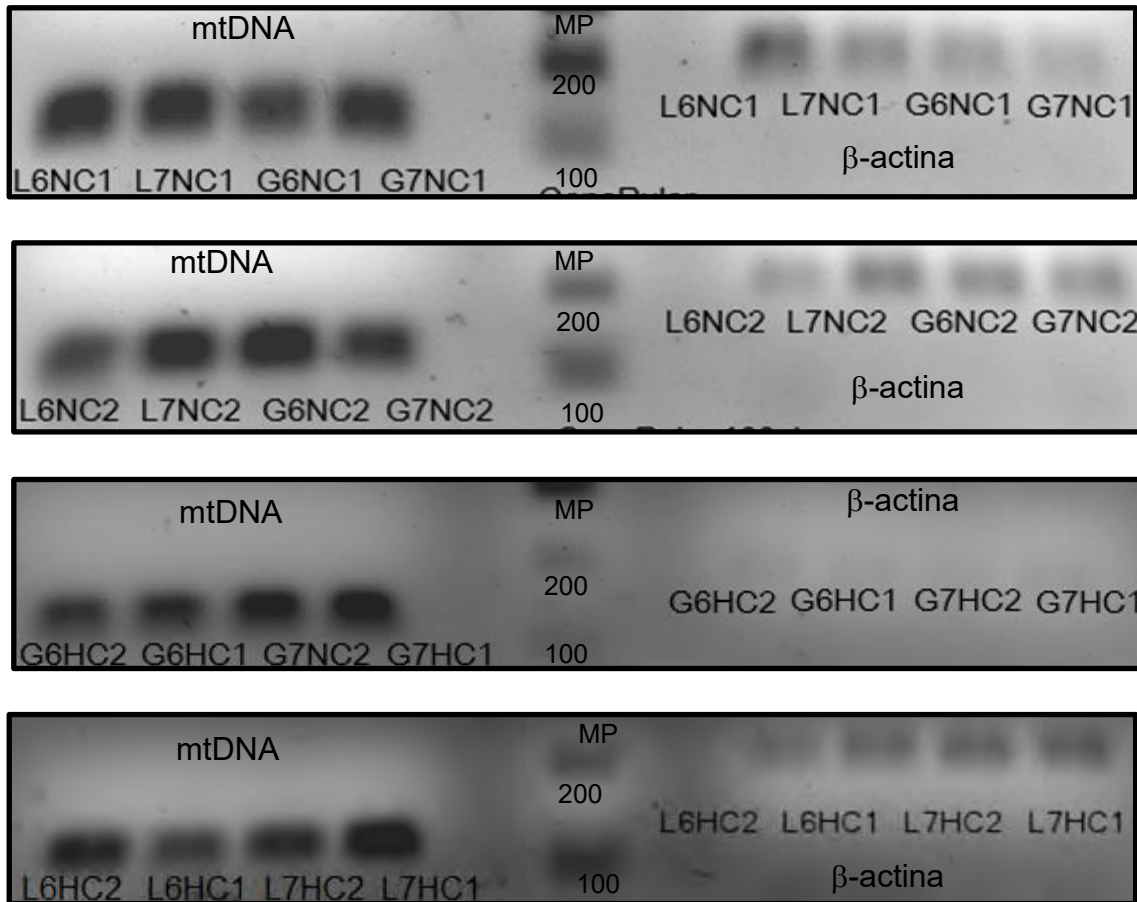 mtDNA
MP
200
L6NC1 L7NC1 G6NC1 G7NC1
β-actina
L6NC1 L7NC1 G6NC1 G7NC1
100
mtDNA
MP
200
L6NC2 L7NC2 G6NC2 G7NC2
β-actina
L6NC2 L7NC2 G6NC2 G7NC2
100
mtDNA
MP
β-actina
200
G6HC2 G6HC1 G7HC2 G7HC1
G6HC2 G6HC1 G7NC2 G7HC1
100
mtDNA
MP
200
L6HC2 L6HC1 L7HC2 L7HC1
L6HC2 L6HC1 L7HC2 L7HC1
100
β-actina